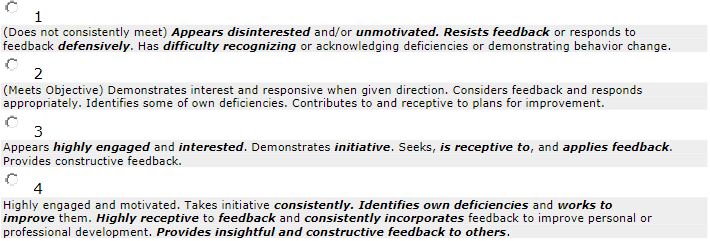 1
(Does not consistently meet) Appears disinterested and/or unmotivated. Resists feedback or responds to
feedback defensively. Has difficulty recognizing or acknowledging deficiencies or demonstrating behavior change.
2
(Meets Objective) Demonstrates interest and responsive when given direction. Considers feedback and responds
appropriately. Identifies some of own deficiencies. Contributes to and receptive to plans for improvement.
3
Appears highly engaged and interested. Demonstrates initiative. Seeks, is receptive to, and applies feedback.
Provides constructive feedback.
4
Highly engaged and motivated. Takes initiative consistently. Identifies own deficiencies and works to
improve them. Highly receptive to feedback and consistently incorporates feedback to improve personal or
professional development. Provides insightful and constructive feedback to others.